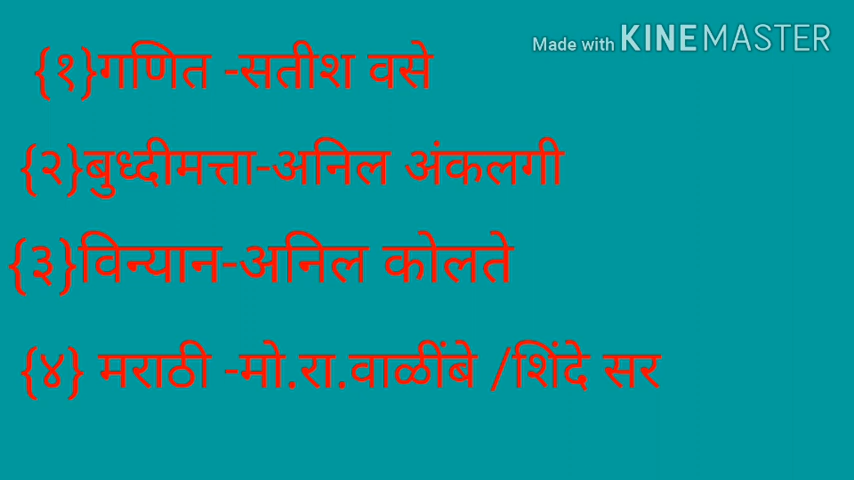 Made with KINEMASTER
{१}गणित -सतीश वसे
{२}बुध्दीमत्ता-अनिल अंकलगी
{३}विन्यान-अनिल कोलते
{४} मराठी -मो.रा.वाळींबे /शिंदे सर